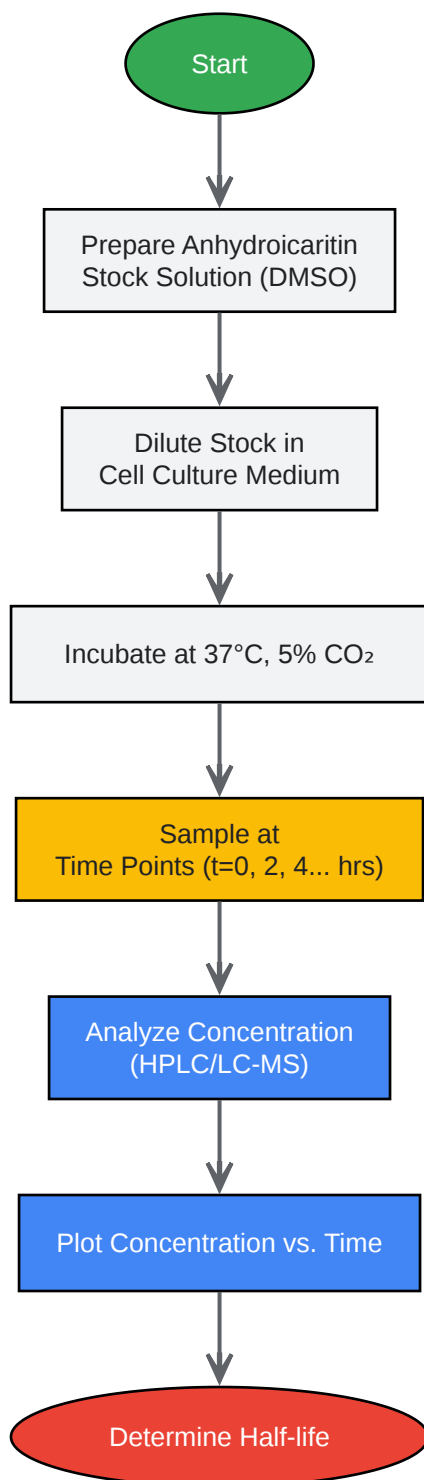 Start
Prepare Anhydroicaritin
Stock Solution (DMSO)
Dilute Stock in
Cell Culture Medium
Incubate at 37°C, 5% CO₂
Sample at
Time Points (t=0, 2, 4... hrs)
Analyze Concentration
(HPLC/LC-MS)
Plot Concentration vs. Time
Determine Half-life